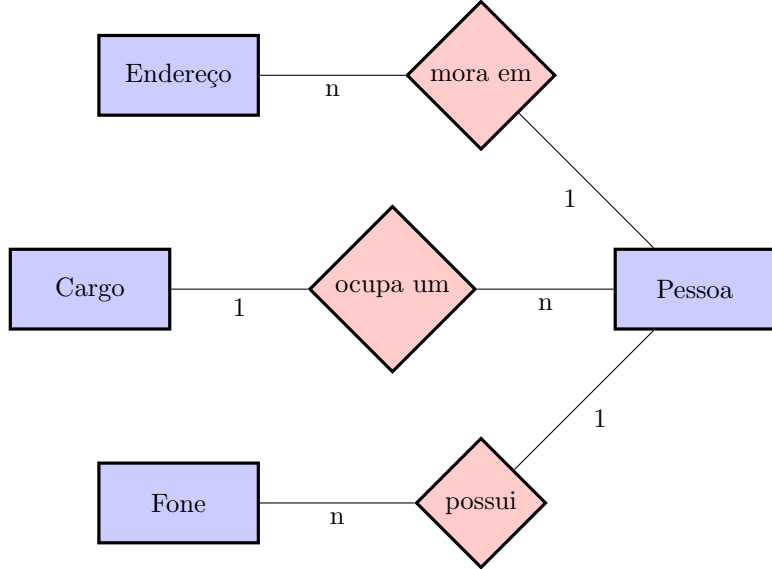 Endereço
n
mora em
1
Cargo
1
ocupa um
n
Pessoa
1
Fone
n
possui